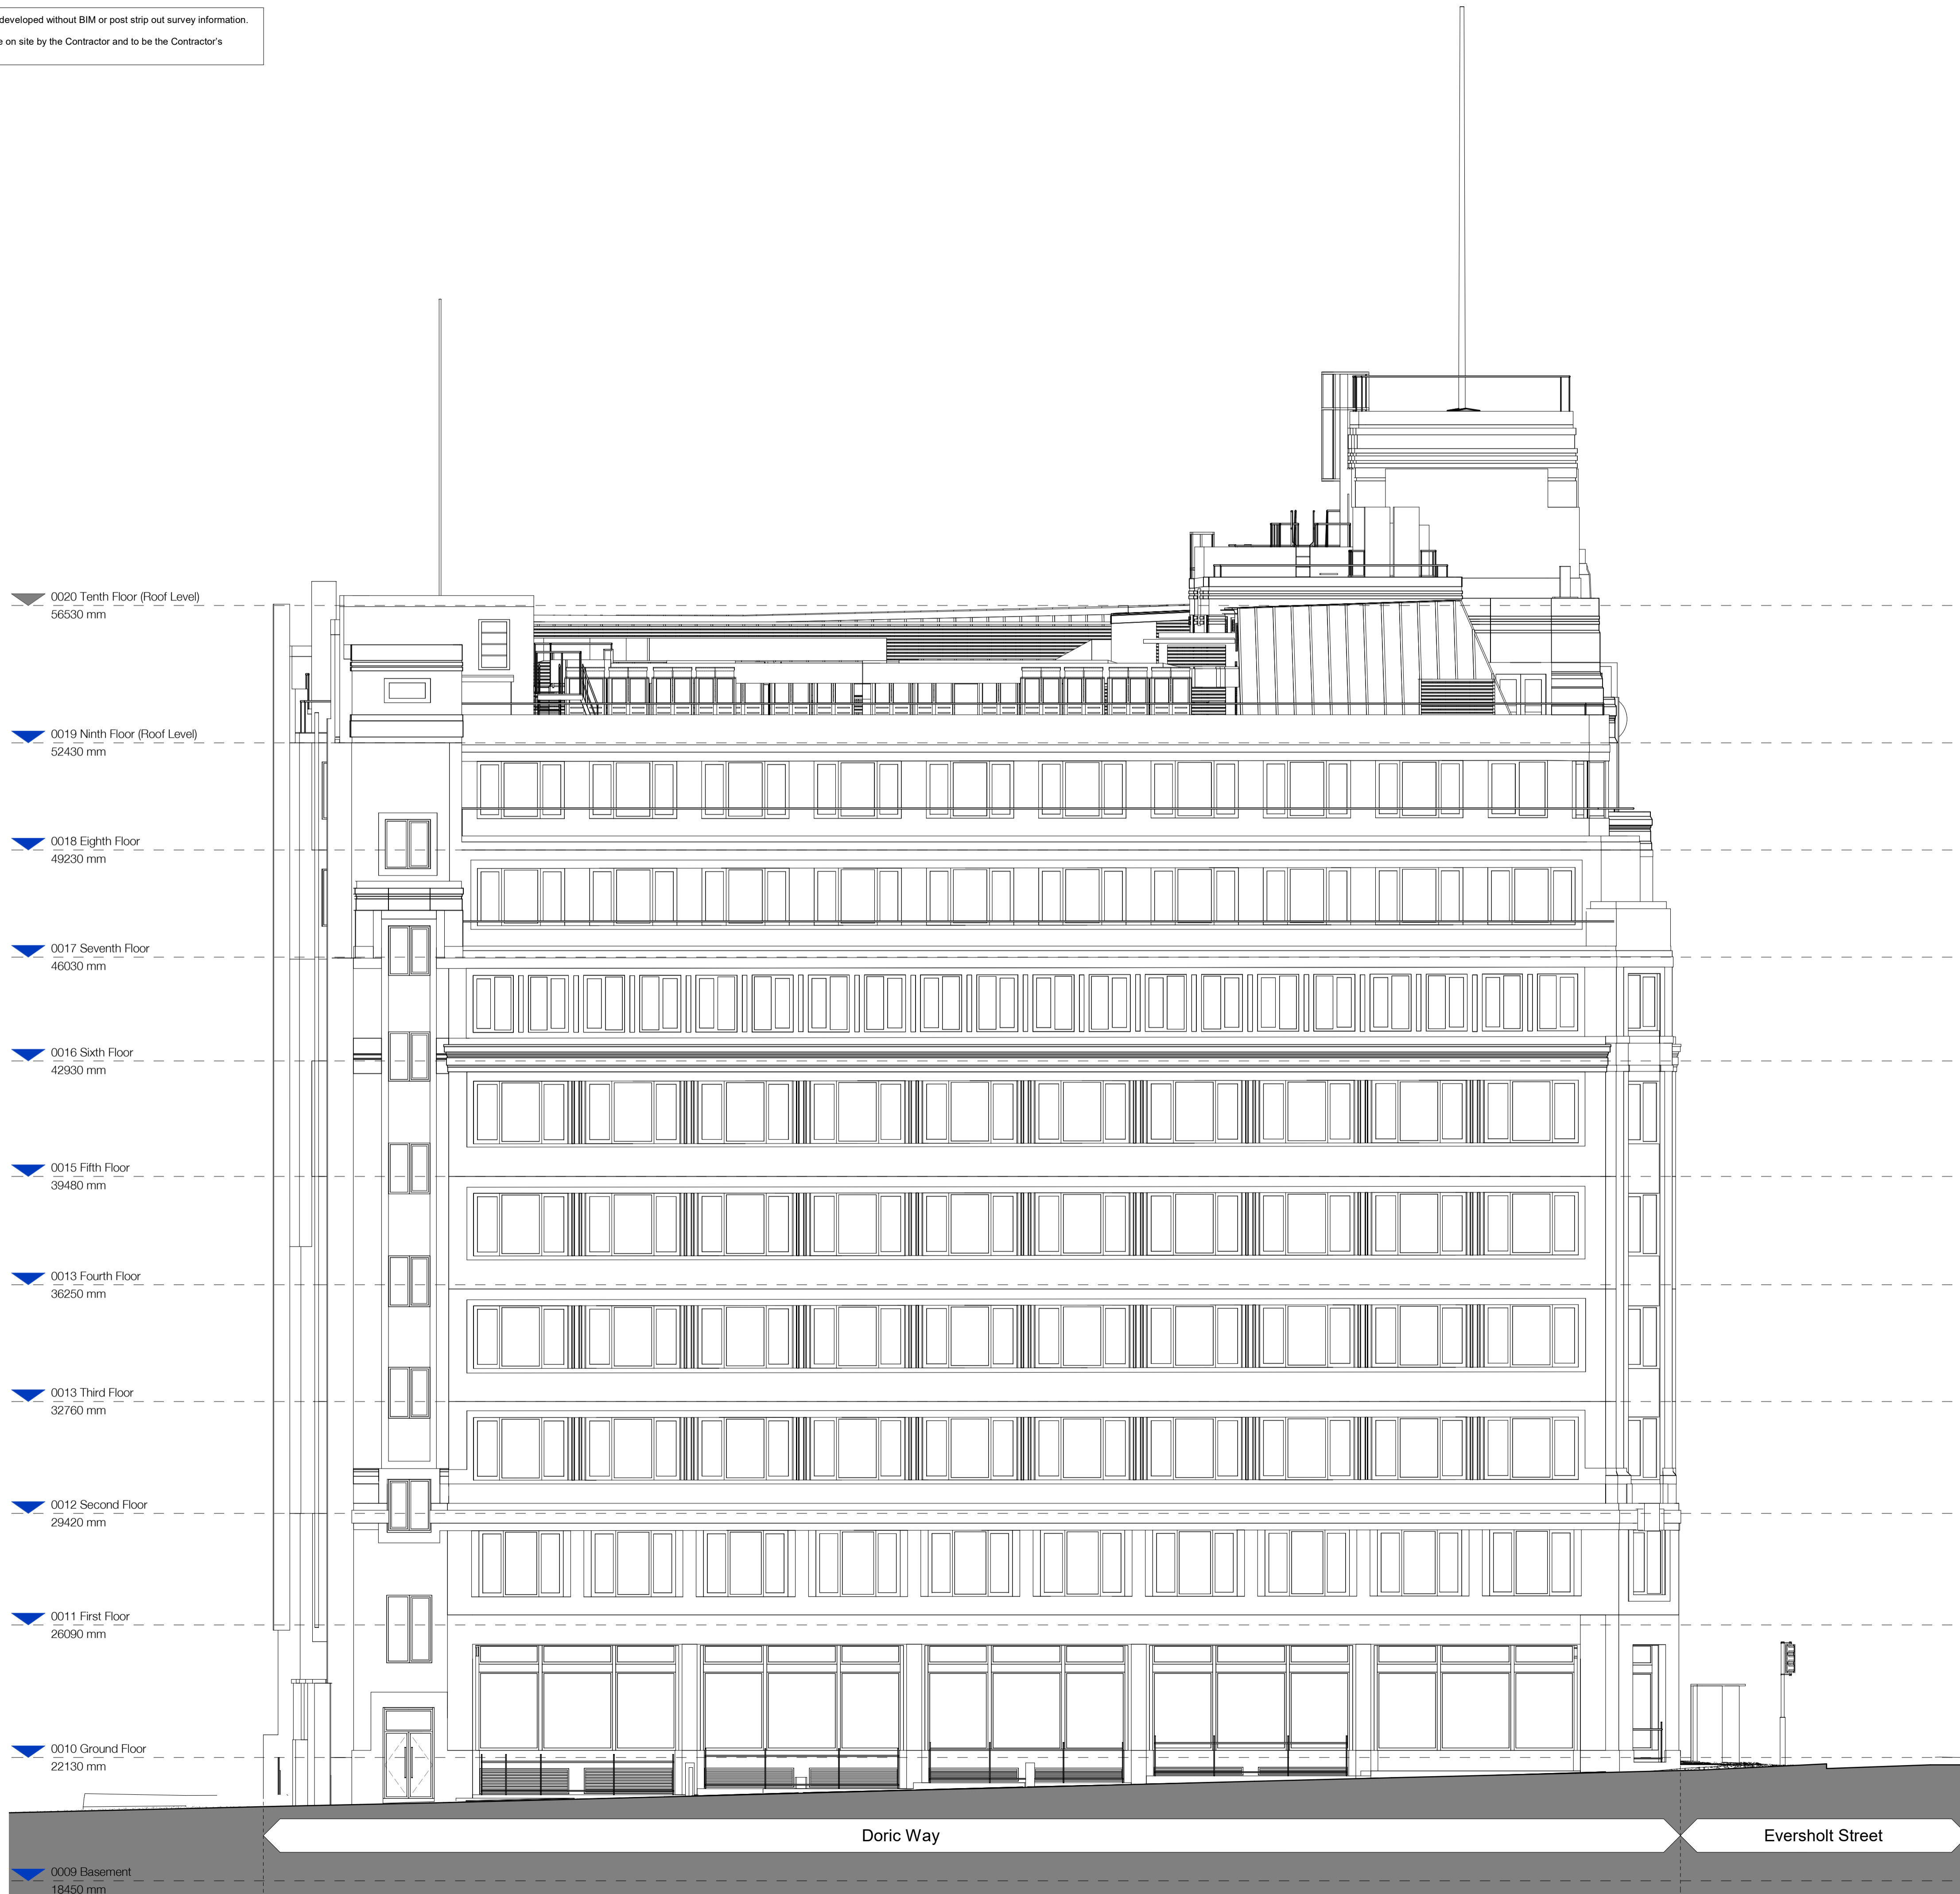 developed without BIM or post strip out survey information.
e on site by the Contractor and to be the Contractor's
0020 Tenth Floor (Roof Level)
56530 mm
0019 Ninth Floor (Roof Level)
52430 mm
0018 Eighth Floor
49230 mm
0017 Seventh Floor
46030 mm
0016 Sixth Floor
42930 mm
0015 Fifth Floor
39480 mm
0013 Fourth Floor
36250 mm
0013 Third Floor
32760 mm
0012 Second Floor
29420 mm
0011 First Floor
26090 mm
0010 Ground Floor
22130 mm
Doric Way
Eversholt Street
0009 Basement
18450 mm